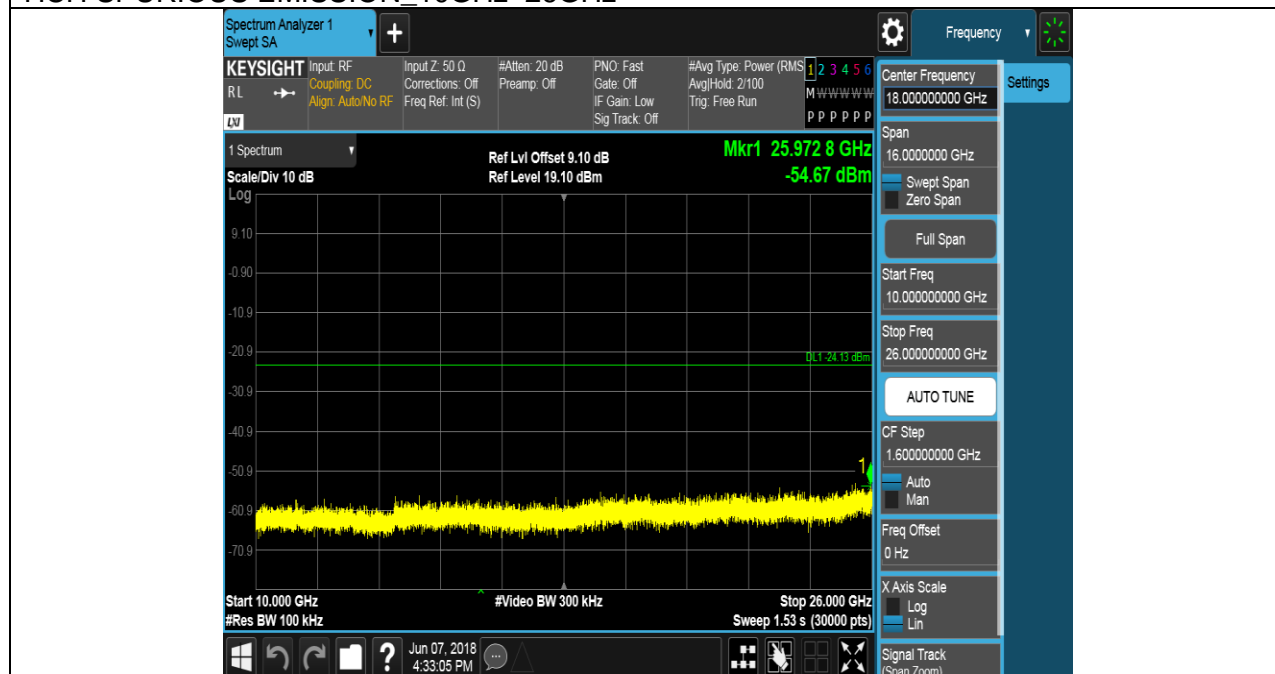 Spectrum Analyzer 1
Swept SA
+
Frequency
KEYSIGHT
RL
LXI
Input: RF
Coupling: DC
Align: Auto/No RF
Input Z: 50 Ω
Corrections: Off
Freq Ref: Int (S)
#Atten: 20 dB
Preamp: Off
PNO: Fast
Gate: Off
IF Gain: Low
Sig Track: Off
#Avg Type: Power (RMS
Avg|Hold: 2/100
Trig: Free Run
1 2 3 4 5 6
M W W W W W
P P P P P P
Center Frequency
18.000000000 GHz
Settings
Span
16.0000000 GHz
Swept Span
Zero Span
Full Span
Start Freq
10.000000000 GHz
Stop Freq
26.000000000 GHz
AUTO TUNE
CF Step
1.600000000 GHz
Auto
Man
Freq Offset
0 Hz
X Axis Scale
Log
Lin
Signal Track
(Span Zoom)
1 Spectrum
Scale/Div 10 dB
Log
Ref Lvl Offset 9.10 dB
Ref Level 19.10 dBm
Mkr1 25.972 8 GHz
-54.67 dBm
9.10
-0.90
-10.9
-20.9
DL1 -24.13 dBm
-30.9
-40.9
-50.9
1
-60.9
-70.9
Start 10.000 GHz
#Res BW 100 kHz
#Video BW 300 kHz
Stop 26.000 GHz
Sweep 1.53 s (30000 pts)
?
Jun 07, 2018
4:33:05 PM